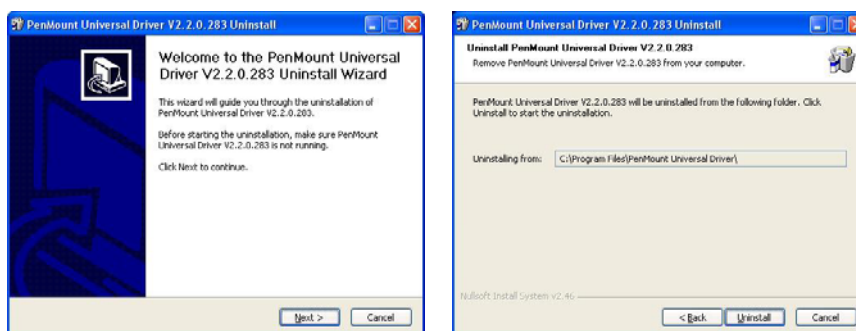 PenMount Universal Driver V2.2.0.283 Uninstall
Welcome to the PenMount Universal
Driver V2.2.0.283 Uninstall Wizard
This wizard will guide you through the uninstallation of
PenMount Universal Driver V2.2.0.283.
Before starting the uninstallation, make sure PenMount
Universal Driver V2.2.0.283 is not running.
Click Next to continue.
Next >
Cancel
PenMount Universal Driver V2.2.0.283 Uninstall
Uninstall PenMount Universal Driver V2.2.0.283
Remove PenMount Universal Driver V2.2.0.283 from your computer.
PenMount Universal Driver V2.2.0.283 will be uninstalled from the following folder. Click
Uninstall to start the uninstallation.
Uninstalling from:
C:\Program Files\PenMount Universal Driver\
Nullsoft Install System v2.46
< Back
Uninstall
Cancel